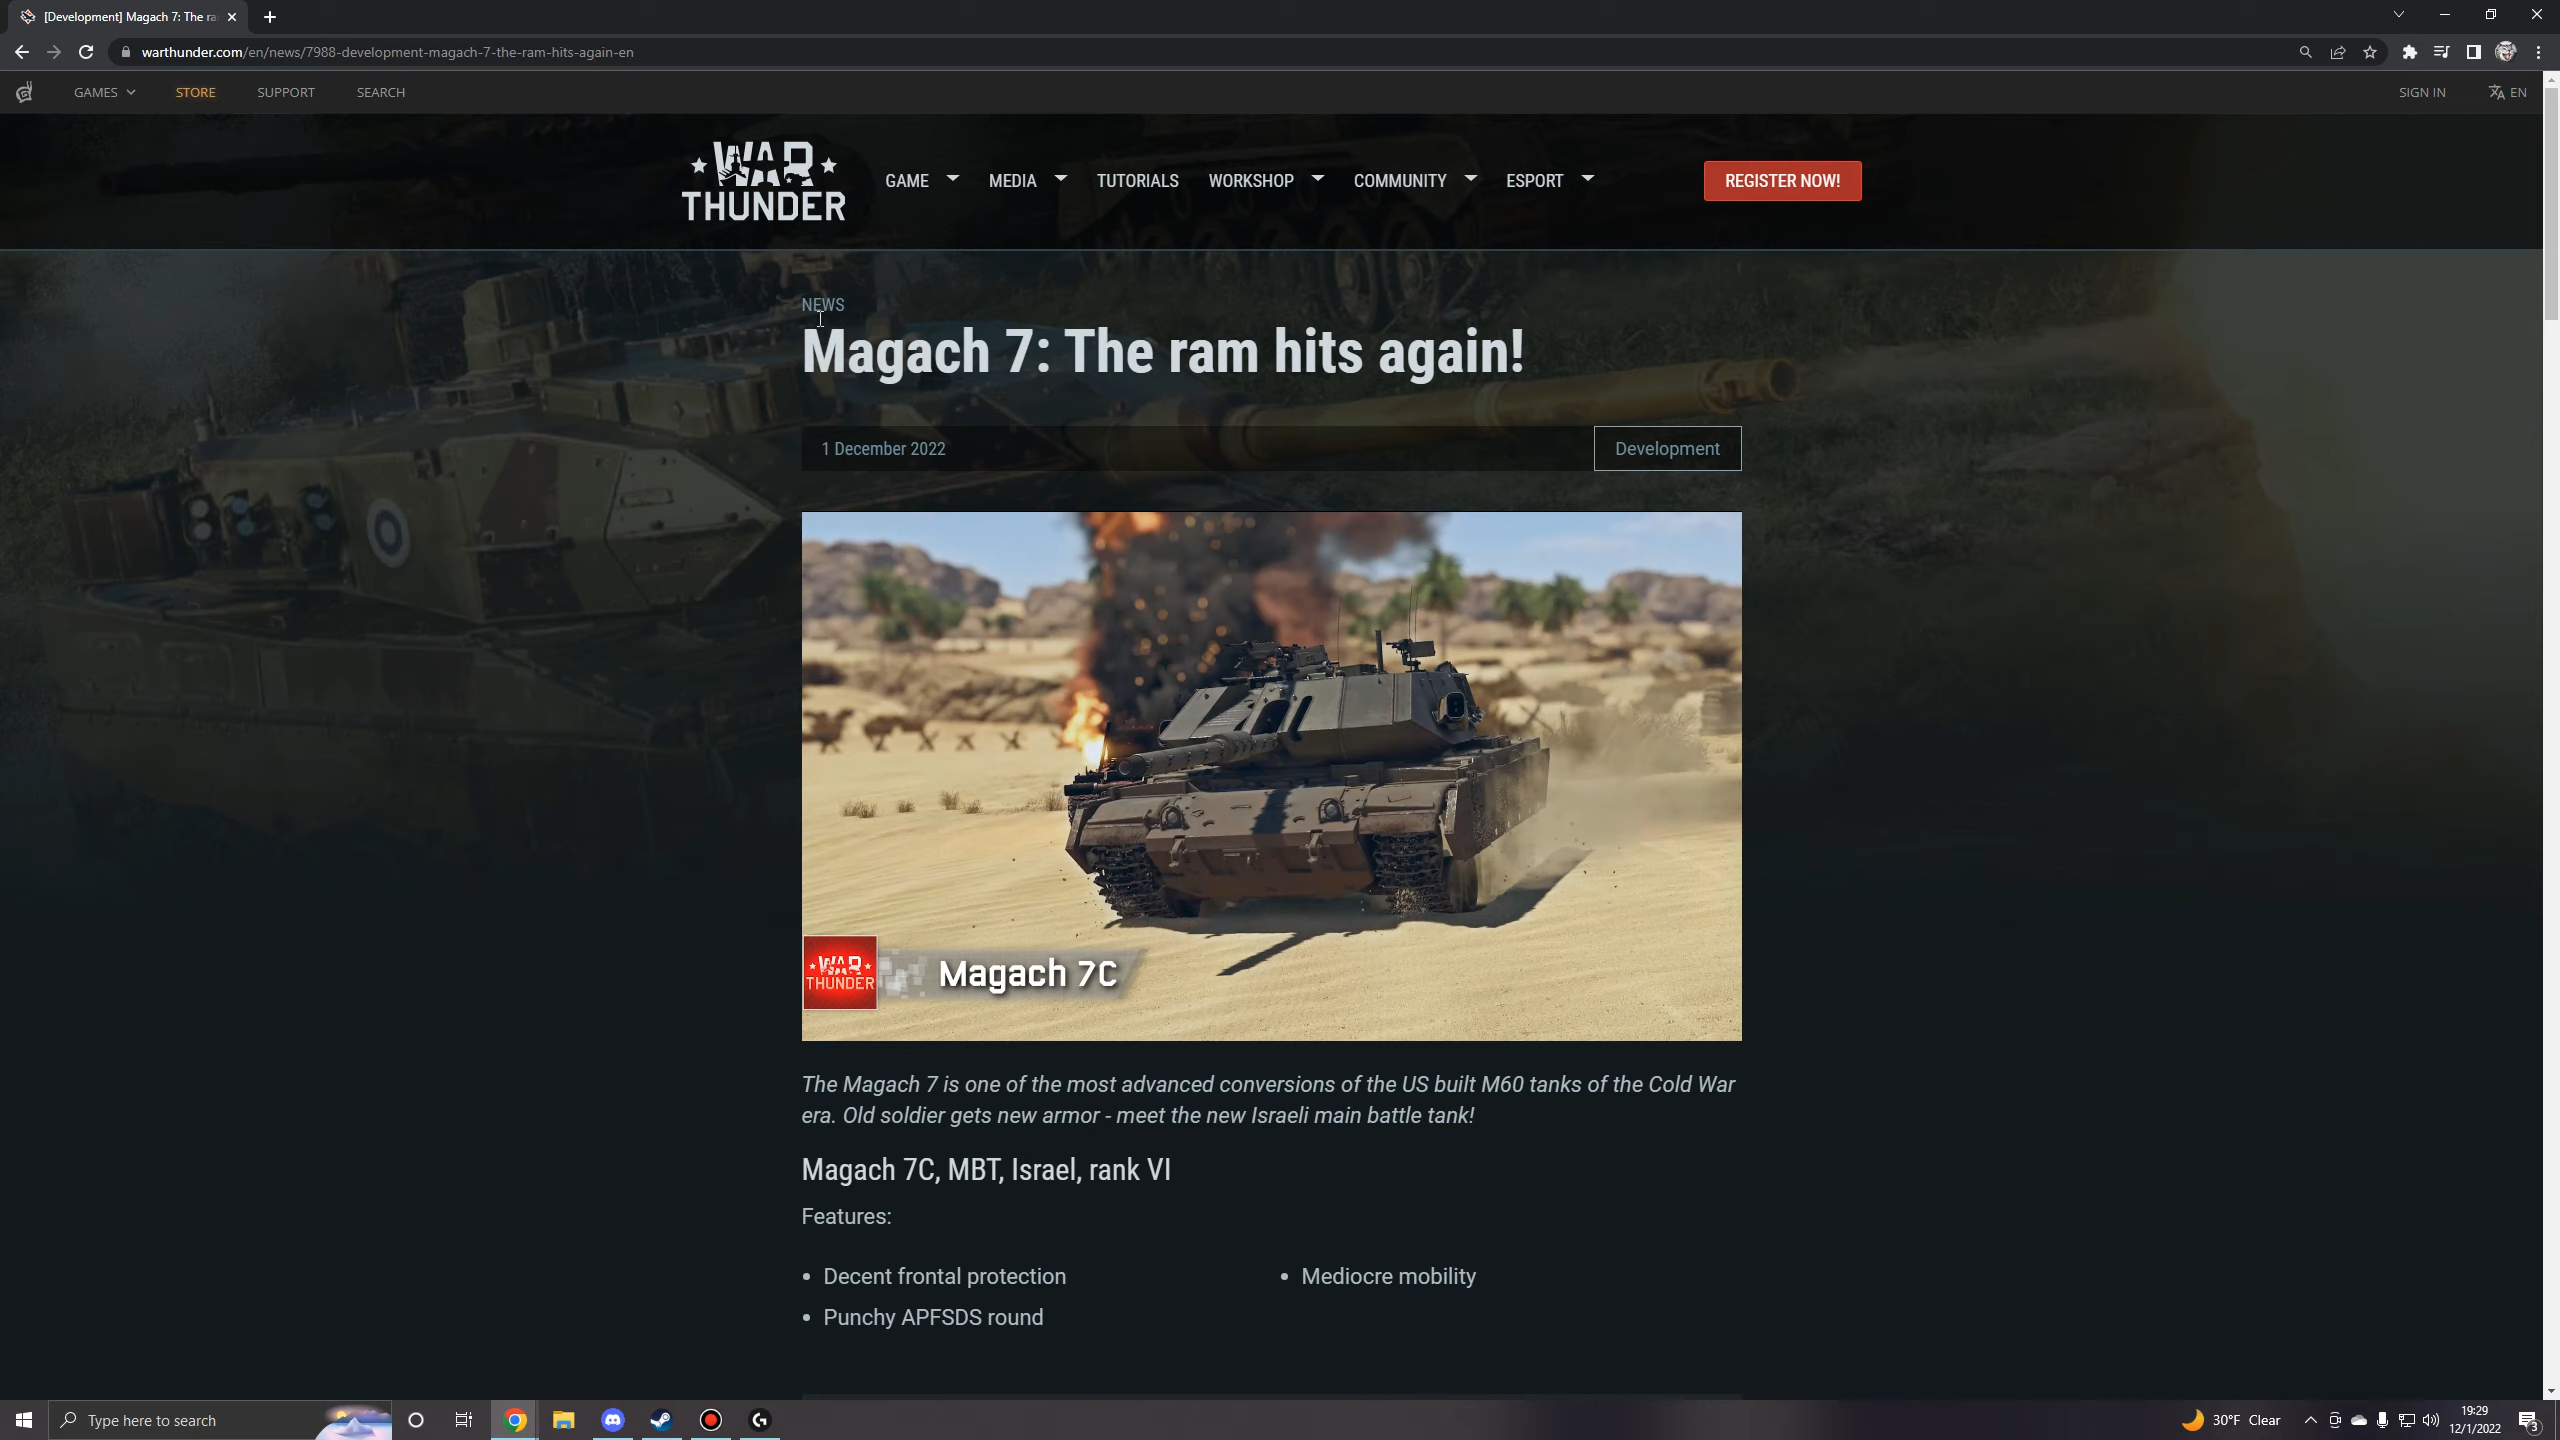 [Development] Magach 7: The ra
warthunder.com/en/news/7988-development-magach-7-the-ram-hits-again-en
GAMES
STORE
SUPPORT
SEARCH
SIGN IN
EN
WAR
THUNDER
GAME
MEDIA
TUTORIALS
WORKSHOP
COMMUNITY
ESPORT
REGISTER NOW!
NEWS
Magach 7: The ram hits again!
1 December 2022
Development
WAR
THUNDER
Magach 7C
The Magach 7 is one of the most advanced conversions of the US built M60 tanks of the Cold War
era. Old soldier gets new armor - meet the new Israeli main battle tank!
Magach 7C, MBT, Israel, rank VI
Features:
• Decent frontal protection
• Mediocre mobility
• Punchy APFSDS round
Type here to search
30°F Clear
19:29
12/1/2022
3